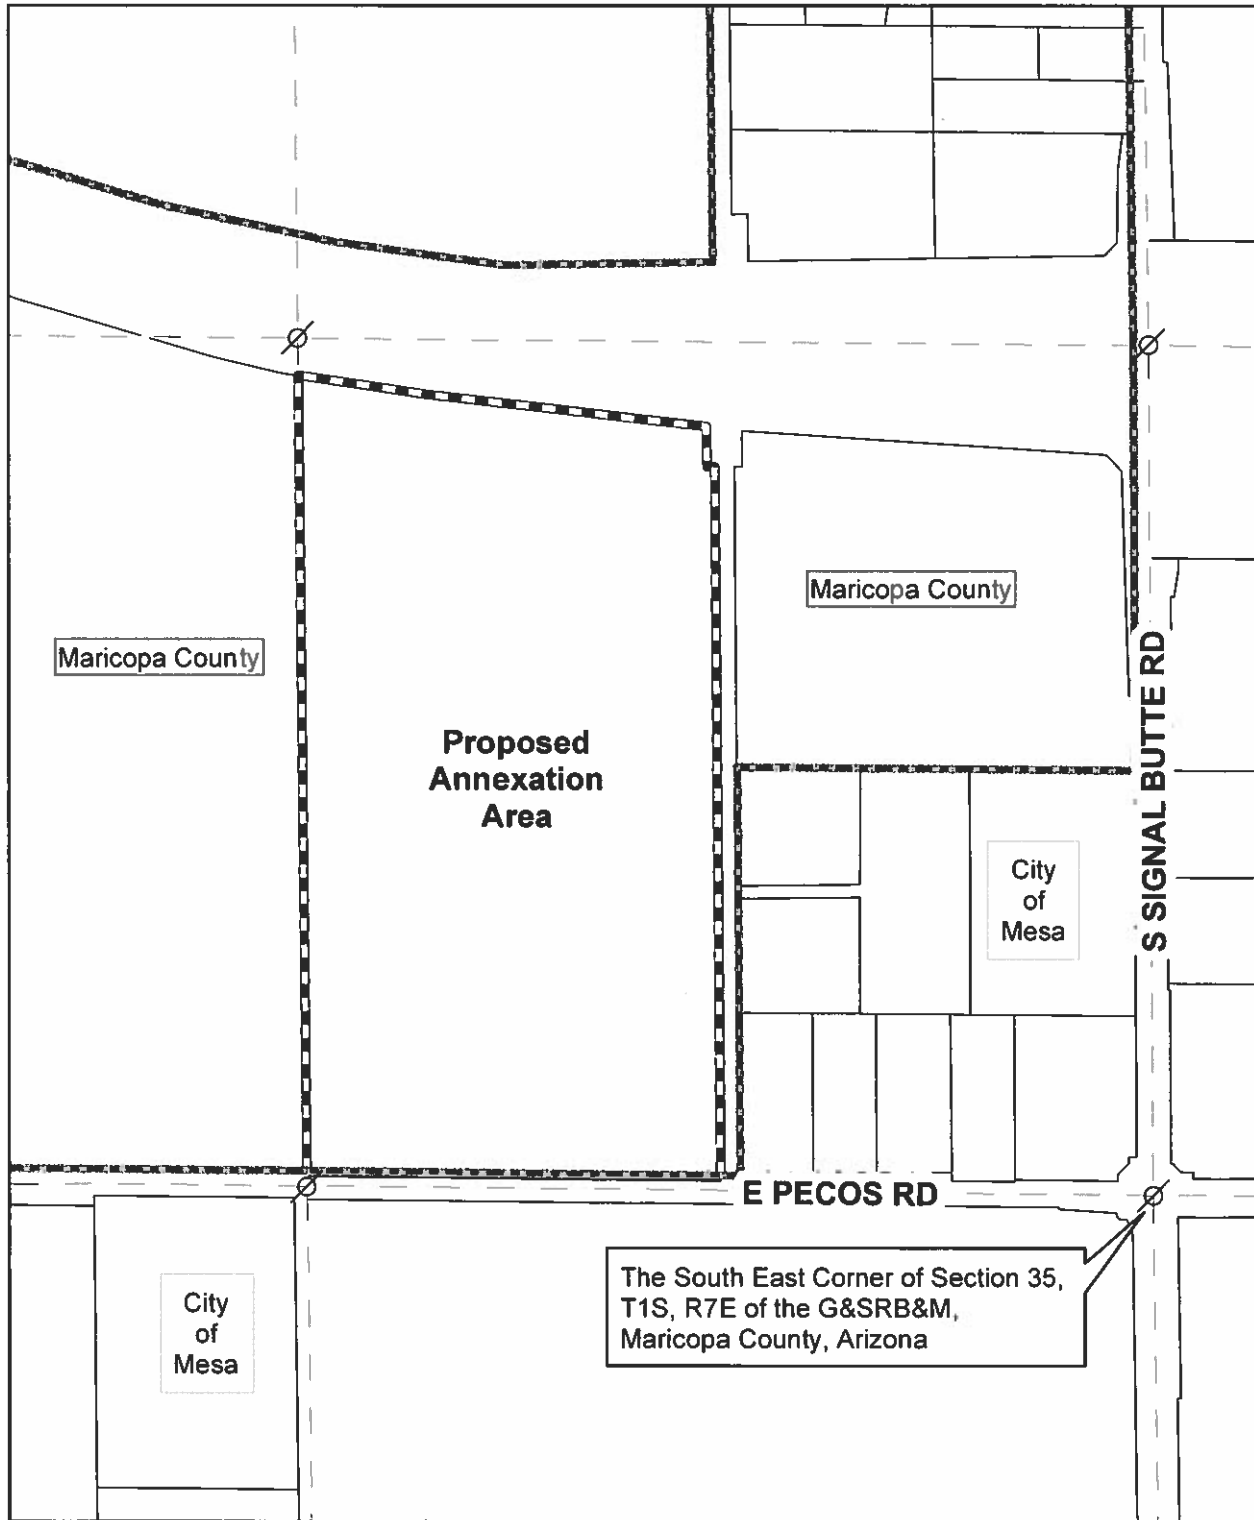 Maricopa County
Maricopa County
Proposed
Annexation
Area
S SIGNAL BUTTE RD
City
of
Mesa
E PECOS RD
The South East Corner of Section 35,
T1S, R7E of the G&SRB&M,
Maricopa County, Arizona
City
of
Mesa